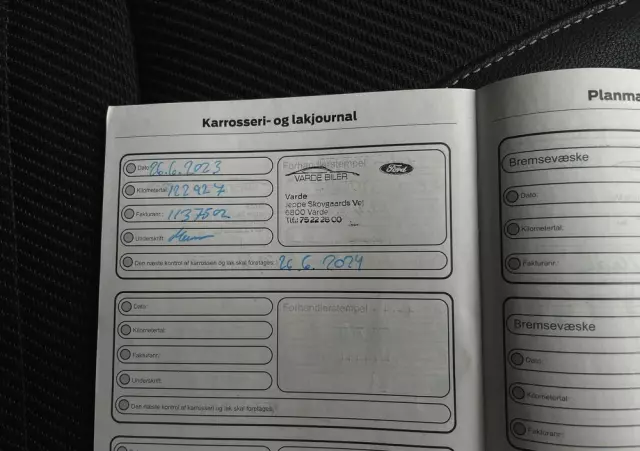 Karrosseri- og lakjournal
Dato: 26.6.2023
Kilometertal: 122927
Fakturanr.: 1137502
Underskrift:
Forhandlerstempel
VARDE BILER
Ford
Varde
Jeppe Skovgaards Vej
6800 Varde
Tlf.: 75 22 26 00
Den næste kontrol af karrosseri og lak skal foretages: 26.6.2024
Dato:
Kilometertal:
Fakturanr.:
Underskrift:
Forhandlerstempel
Den næste kontrol af karrosseri og lak skal foretages:
Planma
Bremsevæske
Dato:
Kilometertal:
Fakturanr.:
Bremsevæske
Dato:
Kilometertal:
Fakturanr.: